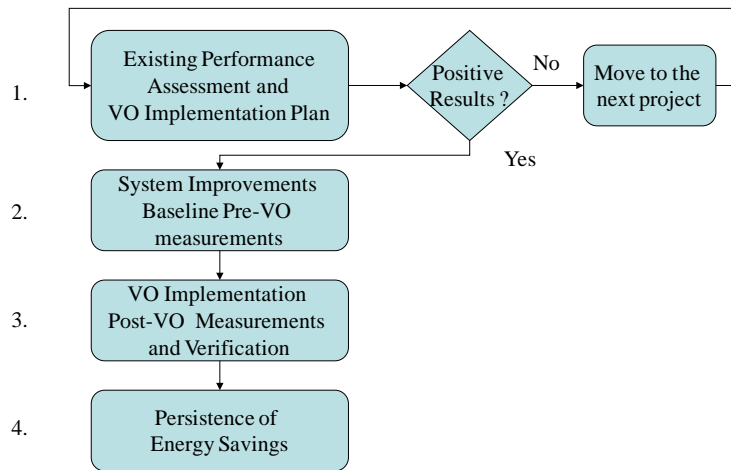 1.
Existing Performance
Assessment and
VO Implementation Plan
Positive
Results ?
No
Move to the
next project
Yes
2.
System Improvements
Baseline Pre-VO
measurements
3.
VO Implementation
Post-VO  Measurements
and Verification
4.
Persistence of
Energy Savings